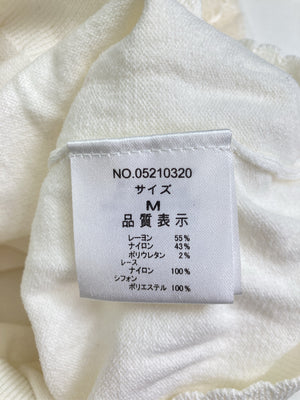 NO.05210320
サイズ
M
品質表示
レーヨン 55%
ナイロン 43%
ポリウレタン 2%
レース
ナイロン 100%
シフォン
ポリエステル 100%